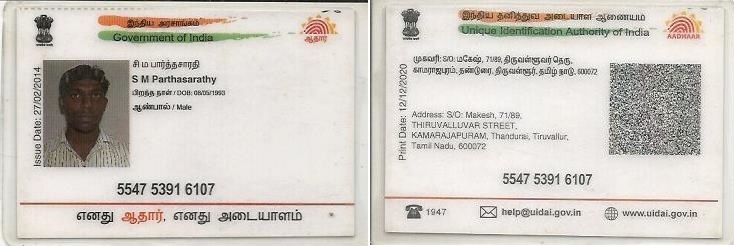 இந்திய அரசாங்கம்
Government of India
ஆதார்
Issue Date: 27/02/2014
சி ம பார்த்தசாரதி
S M Parthasarathy
பிறந்த நாள் / DOB: 08/05/1993
ஆண்பால் / Male
5547 5391 6107
எனது ஆதார், எனது அடையாளம்
இந்திய தனித்துவ அடையாள ஆணையம்
Unique Identification Authority of India
AADHAAR
Print Date: 12/12/2020
முகவரி: S/O: மகேஷ், 71/89, திருவள்ளுவர் தெரு,
காமராஜபுரம், தண்டுரை, திருவள்ளூர், தமிழ் நாடு, 600072
Address: S/O: Makesh, 71/89,
THIRUVALLUVAR STREET,
KAMARAJAPURAM, Thandurai, Tiruvallur,
Tamil Nadu, 600072
5547 5391 6107
1947
help@uidai.gov.in
www.uidai.gov.in